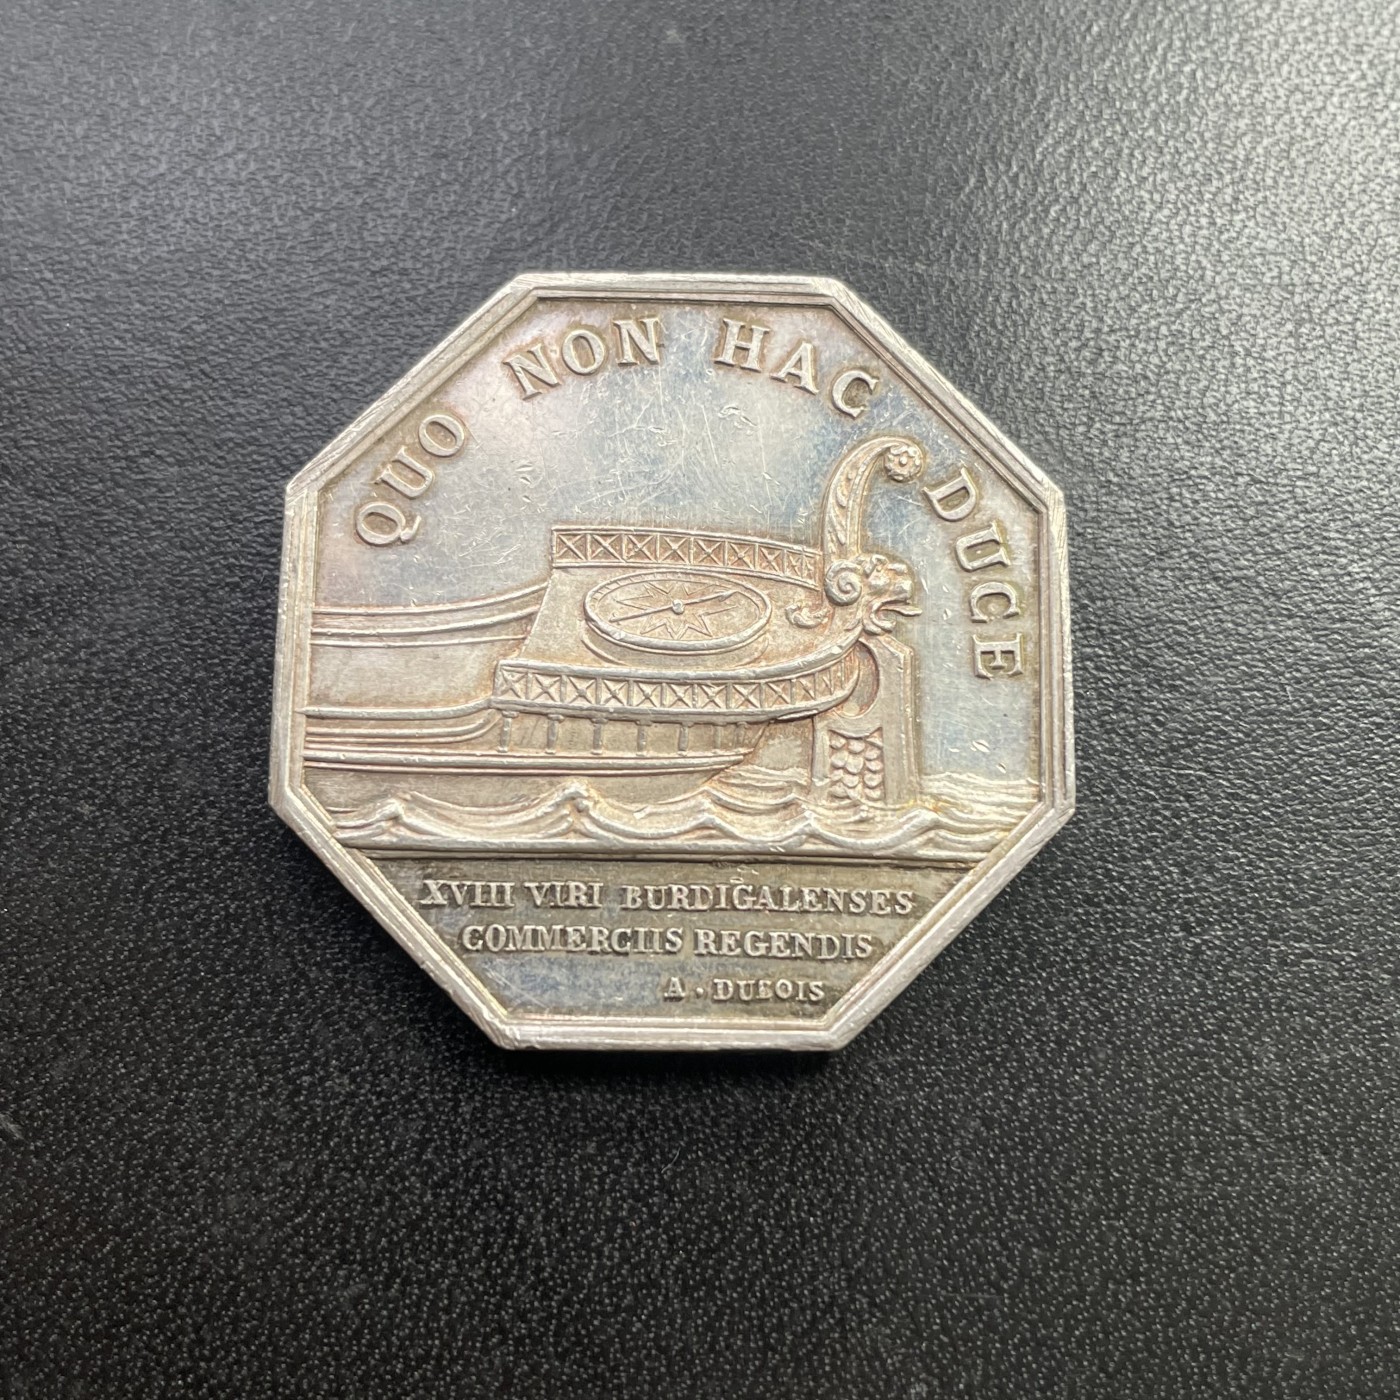 QUO NON HAC DUCE
XVIII VIRI BURDIGALENSES
COMMERCIIS REGENDIS
A · DUBOIS